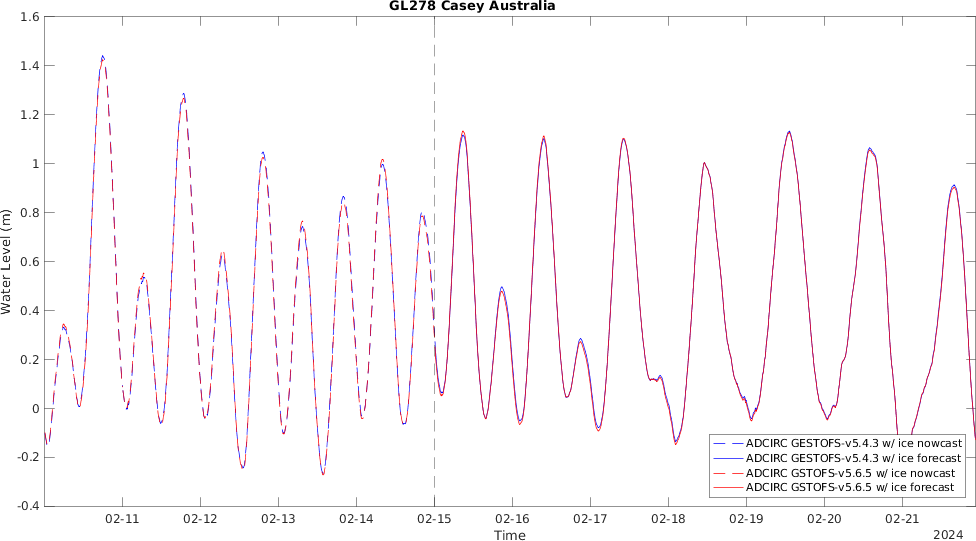 GL278 Casey Australia
1.6
1.4
1.2
1
0.8
0.6
0.4
0.2
0
-0.2
-0.4
Water Level (m)
ADCIRC GESTOFS-v5.4.3 w/ ice nowcast
ADCIRC GESTOFS-v5.4.3 w/ ice forecast
ADCIRC GSTOFS-v5.6.5 w/ ice nowcast
ADCIRC GSTOFS-v5.6.5 w/ ice forecast
02-11 02-12 02-13 02-14 02-15 02-16 02-17 02-18 02-19 02-20 02-21
Time
2024